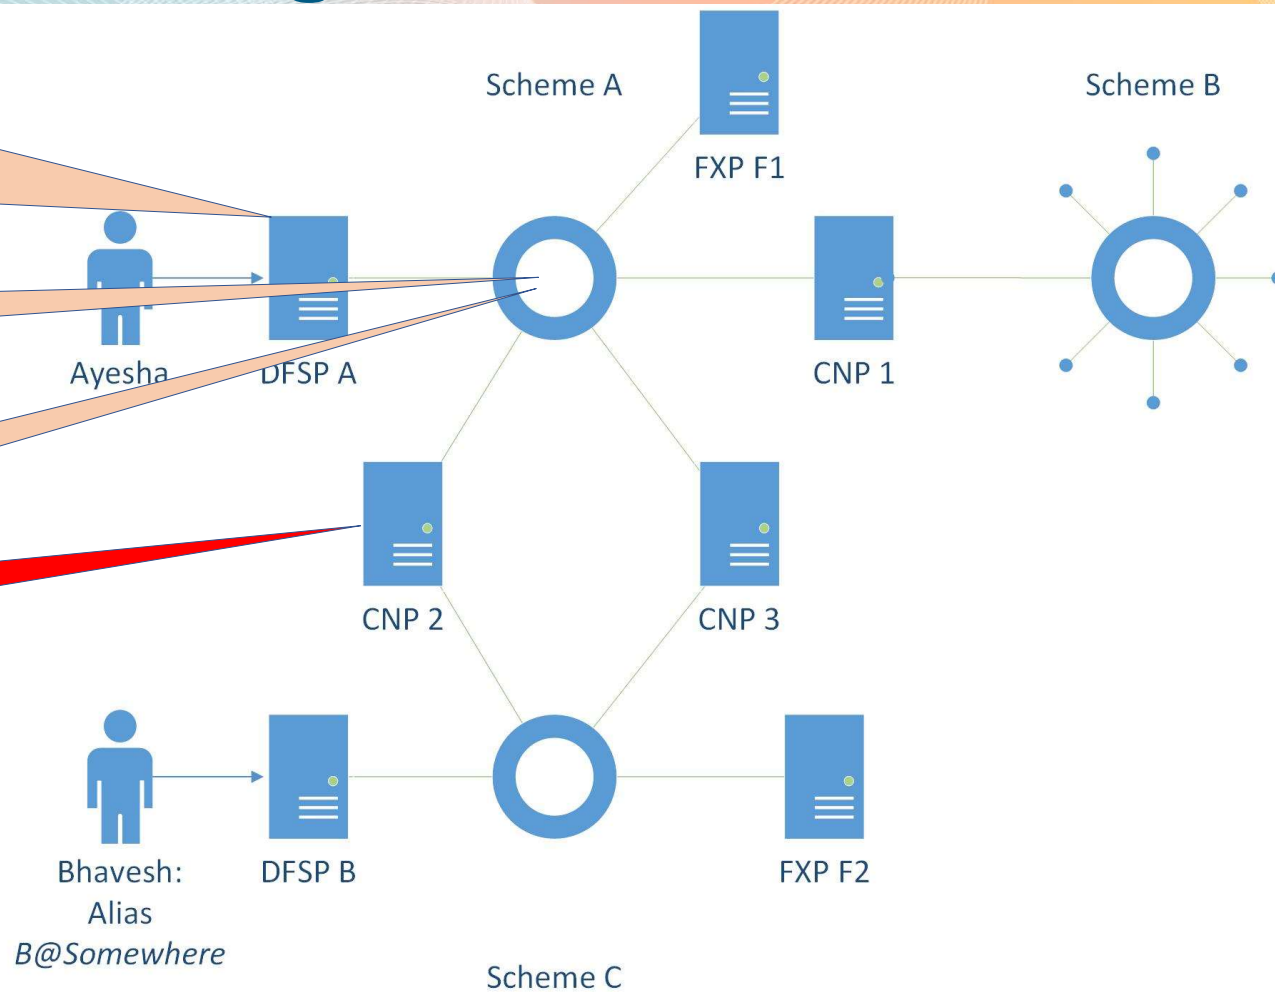 Scheme A
Scheme B
FXP F1
Ayesha
DFSP A
CNP 1
CNP 2
CNP 3
Bhavesh:
Alias
B@Somewhere
DFSP B
FXP F2
Scheme C